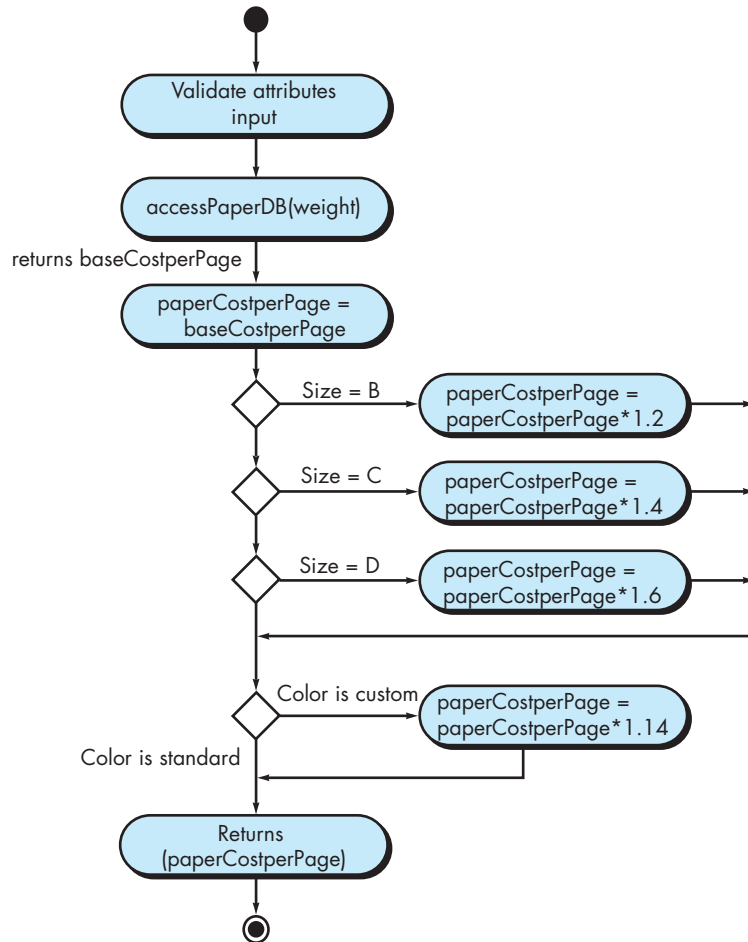 Validate attributes
input
accessPaperDB(weight)
returns baseCostperPage
paperCostperPage =
baseCostperPage
Size = B
paperCostperPage =
paperCostperPage*1.2
Size = C
paperCostperPage =
paperCostperPage*1.4
Size = D
paperCostperPage =
paperCostperPage*1.6
Color is custom
paperCostperPage =
paperCostperPage*1.14
Color is standard
Returns
(paperCostperPage)